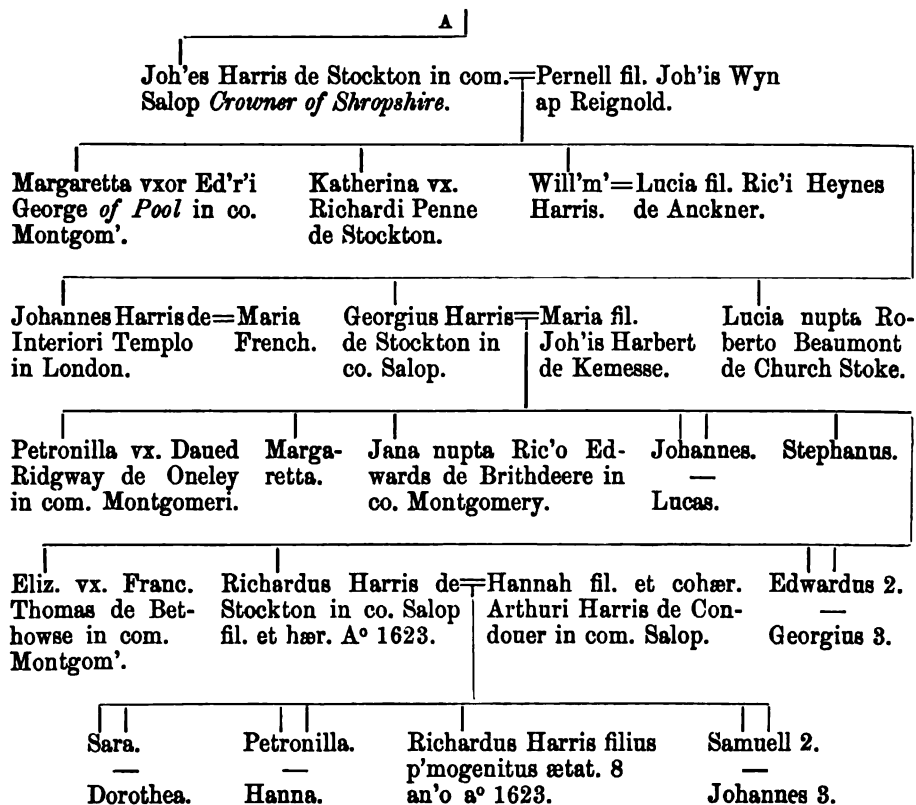 A
Joh'es Harris de Stockton in com. = Pernell fil. Joh'is Wyn
Salop Crowner of Shropshire. ap Reignold.
Margaretta vxor Ed'r'i
George of Pool in co.
Montgom'.
Katherina vx.
Richardi Penne
de Stockton.
Will'm' = Lucia fil. Ric'i Heynes
Harris. de Anckner.
Johannes Harris de = Maria
Interiori Templo French.
in London.
Georgius Harris = Maria fil.
de Stockton in Joh'is Harbert
co. Salop. de Kemesse.
Lucia nupta Ro-
berto Beaumont
de Church Stoke.
Petronilla vx. Daued
Ridgway de Oneley
in com. Montgomeri.
Marga-
retta.
Jana nupta Ric'o Ed-
wards de Brithdeere in
co. Montgomery.
Johannes.
—
Lucas.
Stephanus.
Eliz. vx. Franc.
Thomas de Bet-
howse in com.
Montgom'.
Richardus Harris de = Hannah fil. et cohær.
Stockton in co. Salop Arthuri Harris de Con-
fil. et hær. Aº 1623. douer in com. Salop.
Edwardus 2.
—
Georgius 3.
Sara.
—
Dorothea.
Petronilla.
—
Hanna.
Richardus Harris filius
p'mogenitus ætat. 8
an'o aº 1623.
Samuell 2.
—
Johannes 3.